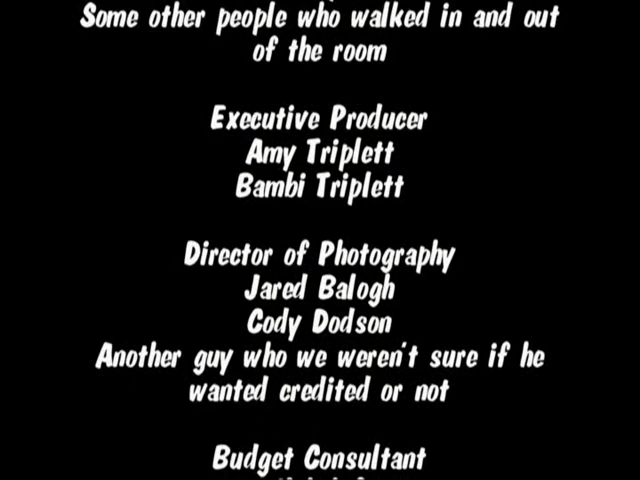 Some other people who walked in and out
of the room
Executive Producer
Amy Triplett
Bambi Triplett
Director of Photography
Jared Balogh
Cody Dodson
Another guy who we weren't sure if he
wanted credited or not
Budget Consultant